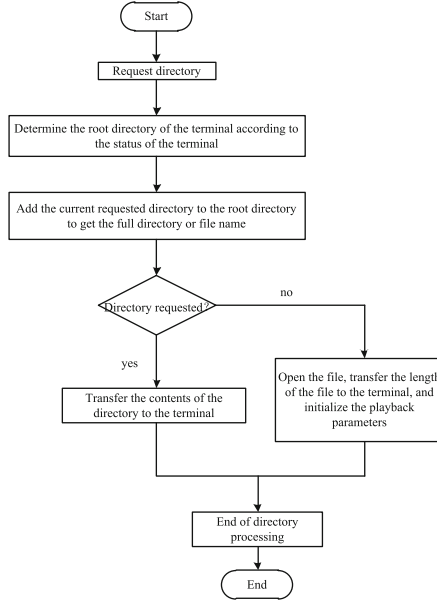 Start
Request directory
Determine the root directory of the terminal according to
the status of the terminal
Add the current requested directory to the root directory
to get the full directory or file name
Directory requested?
no
yes
Open the file, transfer the length
of the file to the terminal, and
initialize the playback
parameters
Transfer the contents of the
directory to the terminal
End of directory
processing
End